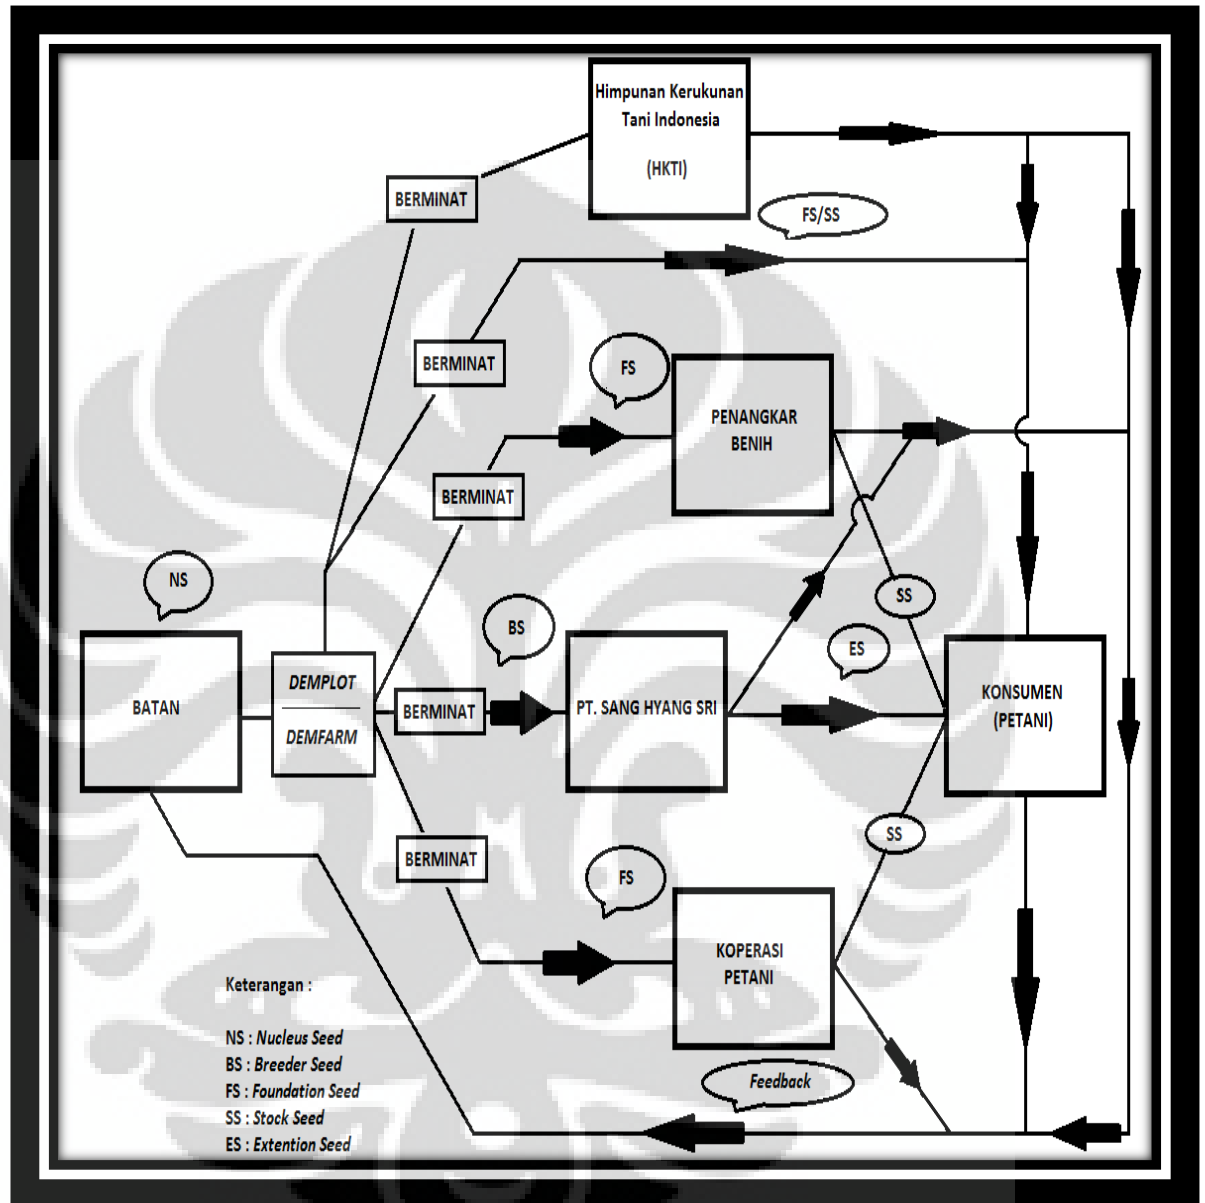 Himpunan Kerukunan
Tani Indonesia
(HKTI)
BERMINAT
FS/SS
BERMINAT
FS
PENANGKAR
BENIH
BERMINAT
NS
BS
SS
ES
BATAN
DEMPLOT
DEMFARM
BERMINAT
PT. SANG HYANG SRI
KONSUMEN
(PETANI)
BERMINAT
SS
FS
KOPERASI
PETANI
Keterangan :
NS : Nucleus Seed
BS : Breeder Seed
FS : Foundation Seed
SS : Stock Seed
ES : Extention Seed
Feedback